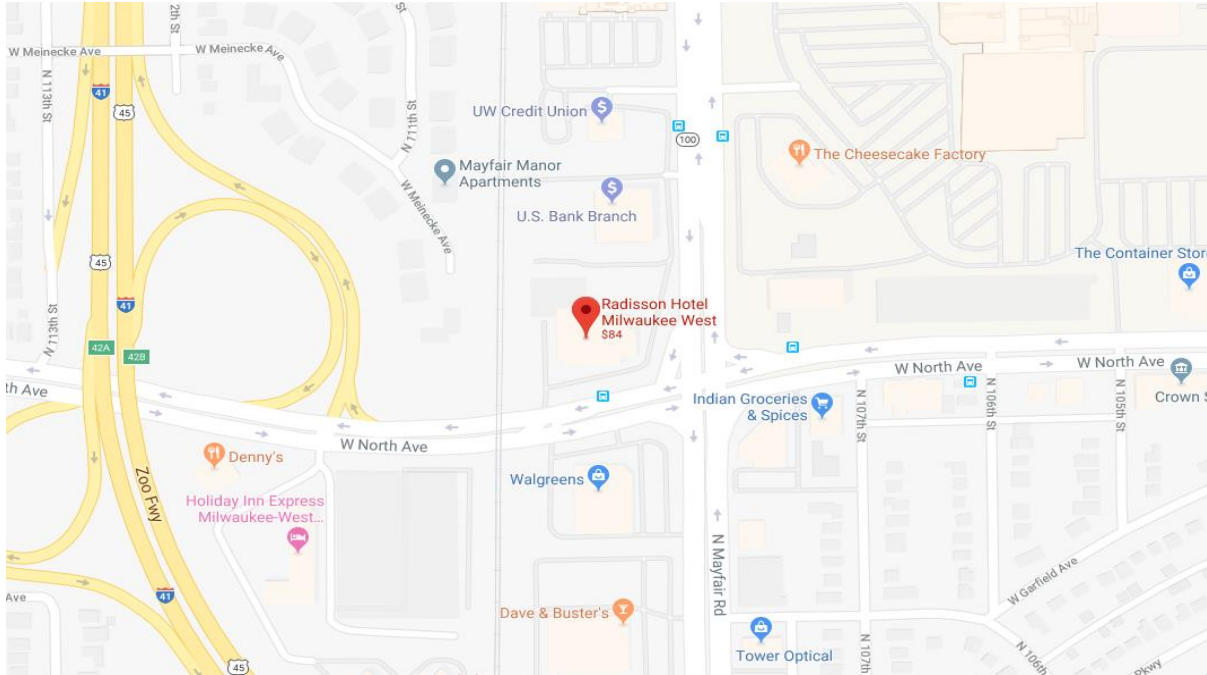 2th St
W Meinecke Ave
W Meinecke Ave
N 113th St
41
45
N 111th St
UW Credit Union
100
Mayfair Manor
Apartments
The Cheesecake Factory
U.S. Bank Branch
W Meinecke Ave
45
41
The Container Stor
Radisson Hotel
Milwaukee West
$84
N 113th St
42A
42B
th Ave
W North Ave
W North Ave
Crown S
Indian Groceries
& Spices
N 107th St
N 106th St
N 105th St
W North Ave
Denny's
Walgreens
Zoo Fwy
Holiday Inn Express
Milwaukee-West...
N Mayfair Rd
W Garfield Ave
41
Ave
Dave & Buster's
Tower Optical
N 107th
N 106th
Pkwy
45